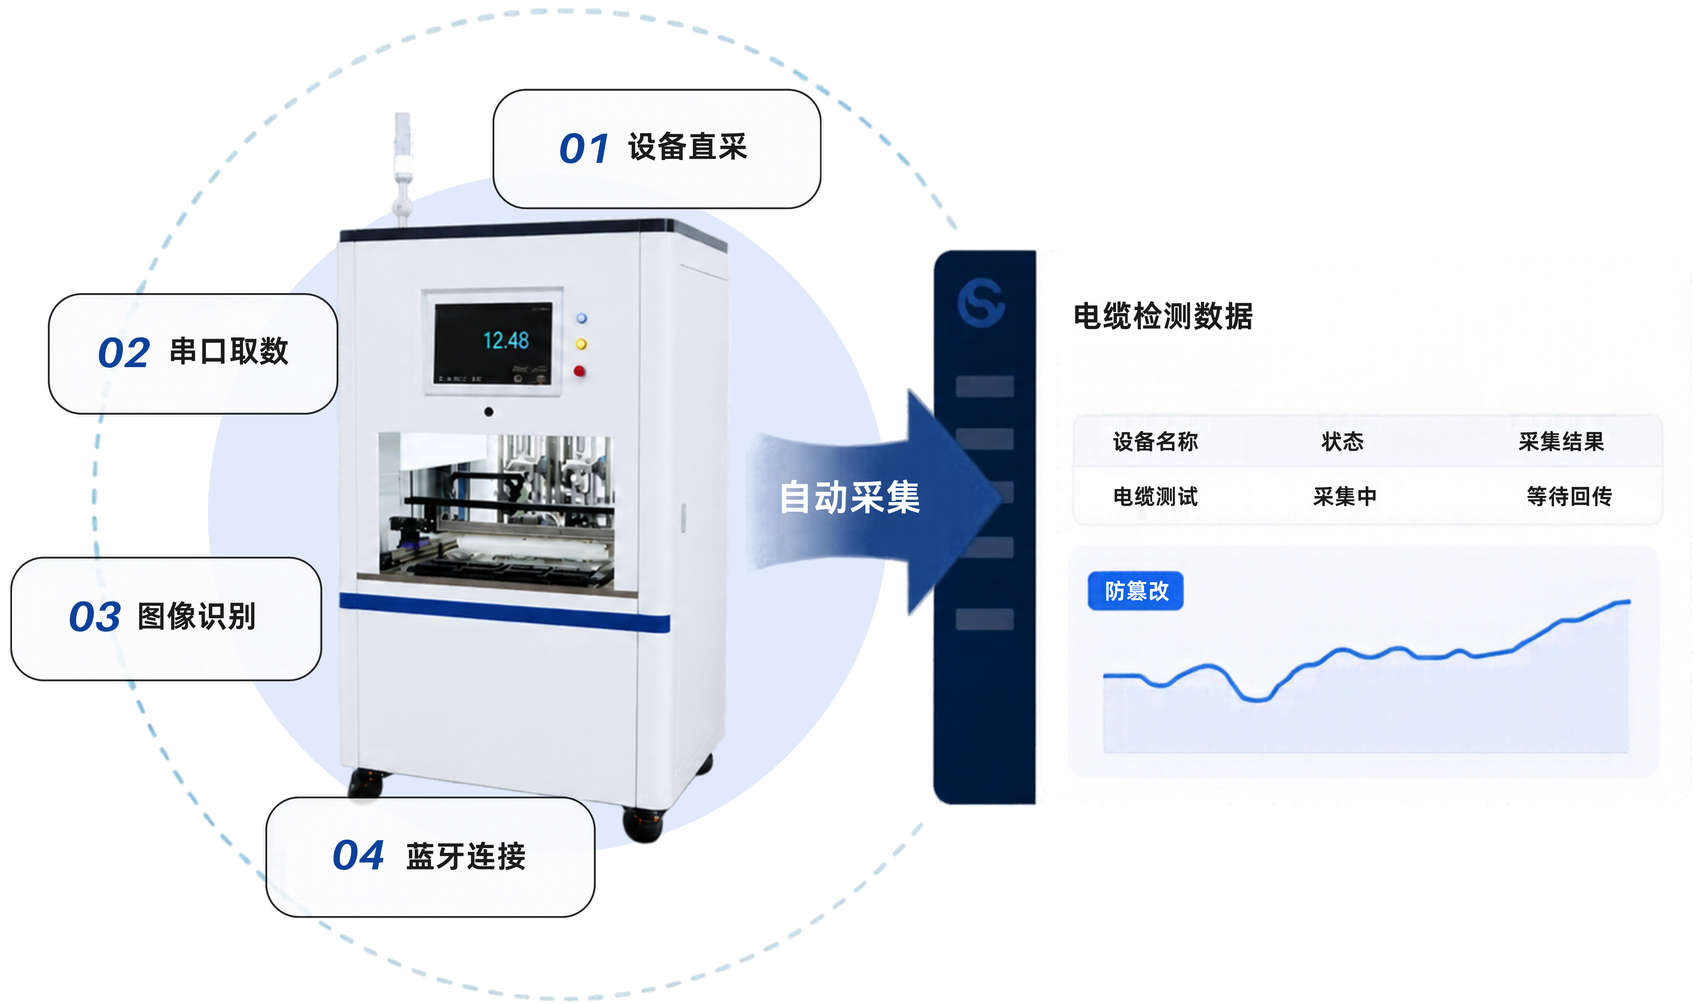 01 设备直采
02 串口取数
12.48
03 图像识别
04 蓝牙连接
自动采集
电缆检测数据
设备名称 状态 采集结果
电缆测试 采集中 等待回传
防篡改